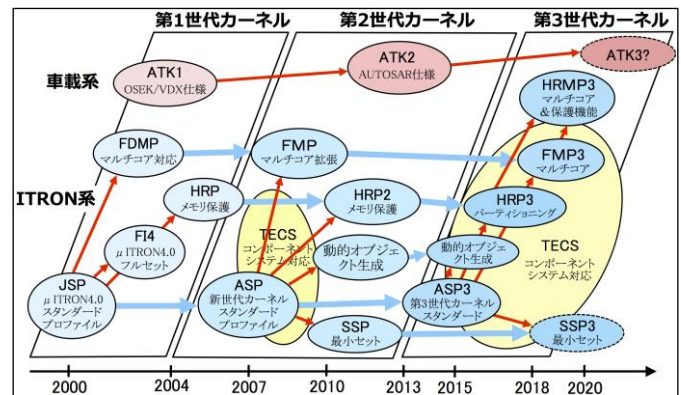 第1世代カーネル
第2世代カーネル
第3世代カーネル
車載系
ATK1
OSEK/VDX仕様
ATK2
AUTOSAR仕様
ATK3?
HRMP3
マルチコア
&保護機能
FDMP
マルチコア対応
FMP
マルチコア拡張
FMP3
マルチコア
ITRON系
HRP
メモリ保護
HRP2
メモリ保護
HRP3
パーティショニング
FI4
μITRON4.0
フルセット
TECS
コンポーネント
システム対応
動的オブジェ
クト生成
動的オブジェク
ト生成
TECS
コンポーネント
システム対応
JSP
μITRON4.0
スタンダード
プロファイル
ASP
新世代カーネル
スタンダード
プロファイル
ASP3
第3世代カーネル
スタンダード
SSP
最小セット
SSP3
最小セット
2000
2004
2007
2010
2013
2015
2018
2020